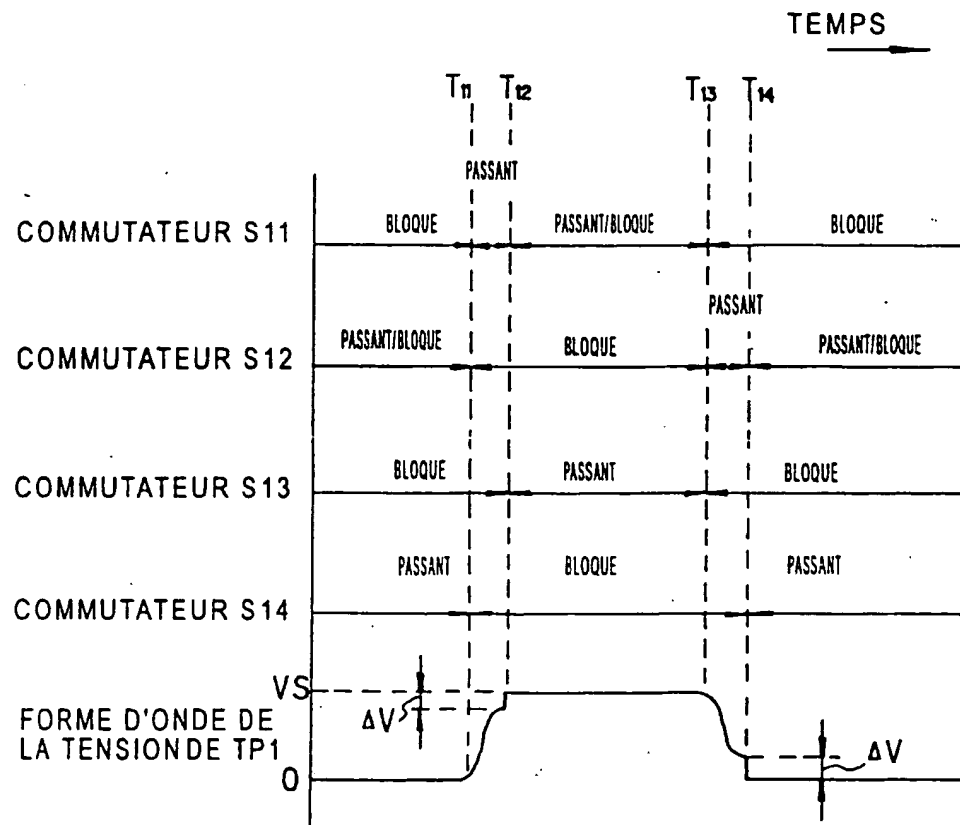 TEMPS
T11 T12 T13 T14
PASSANT
COMMUTATEUR S11 BLOQUE PASSANT/BLOQUE BLOQUE
PASSANT
COMMUTATEUR S12 PASSANT/BLOQUE BLOQUE PASSANT/BLOQUE
COMMUTATEUR S13 BLOQUE PASSANT BLOQUE
COMMUTATEUR S14 PASSANT BLOQUE PASSANT
VS
ΔV
FORME D'ONDE DE
LA TENSION DE TP1
ΔV
0